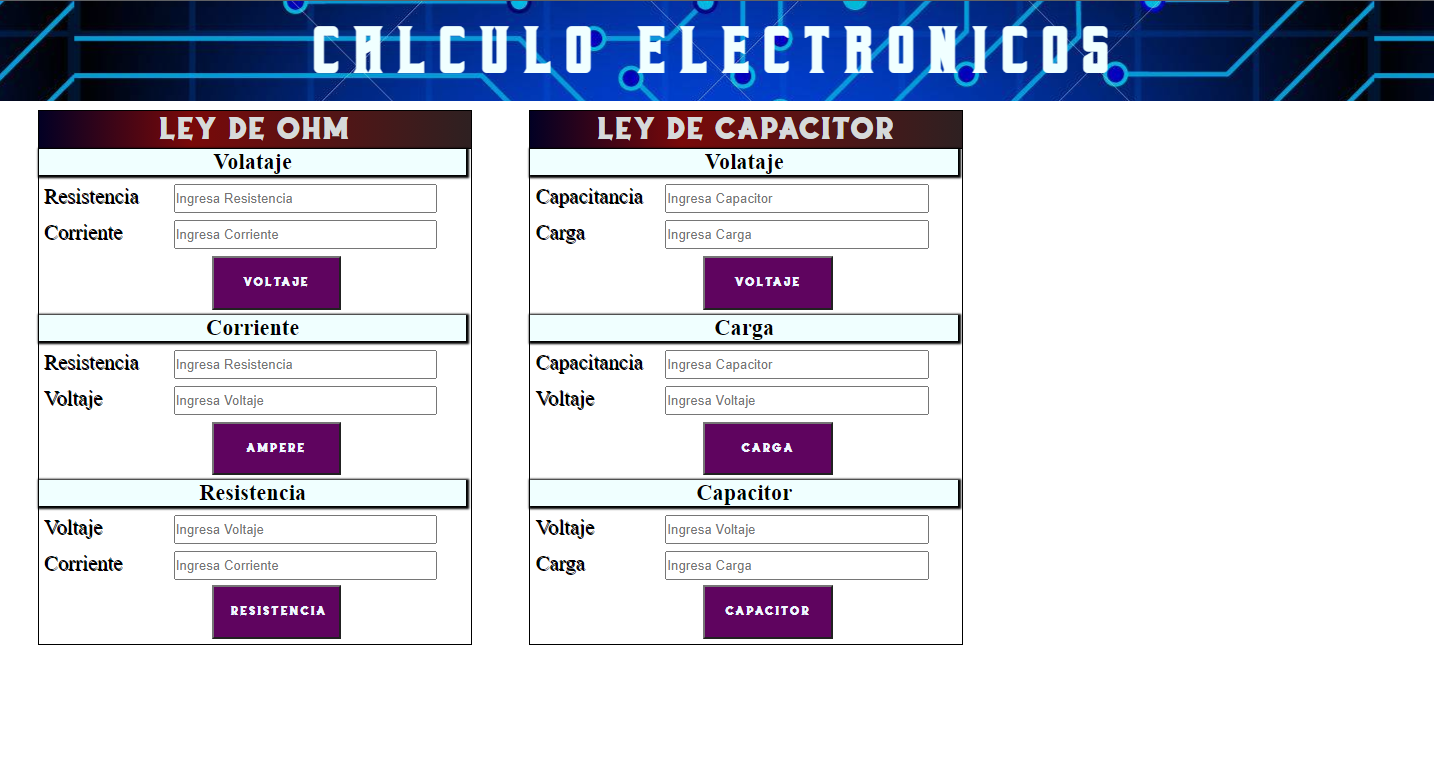 CALCULO ELECTRONICOS
LEY DE OHM
Volataje
Resistencia Ingresa Resistencia
Corriente Ingresa Corriente
VOLTAJE
Corriente
Resistencia Ingresa Resistencia
Voltaje Ingresa Voltaje
AMPERE
Resistencia
Voltaje Ingresa Voltaje
Corriente Ingresa Corriente
RESISTENCIA
LEY DE CAPACITOR
Volataje
Capacitancia Ingresa Capacitor
Carga Ingresa Carga
VOLTAJE
Carga
Capacitancia Ingresa Capacitor
Voltaje Ingresa Voltaje
CARGA
Capacitor
Voltaje Ingresa Voltaje
Carga Ingresa Carga
CAPACITOR